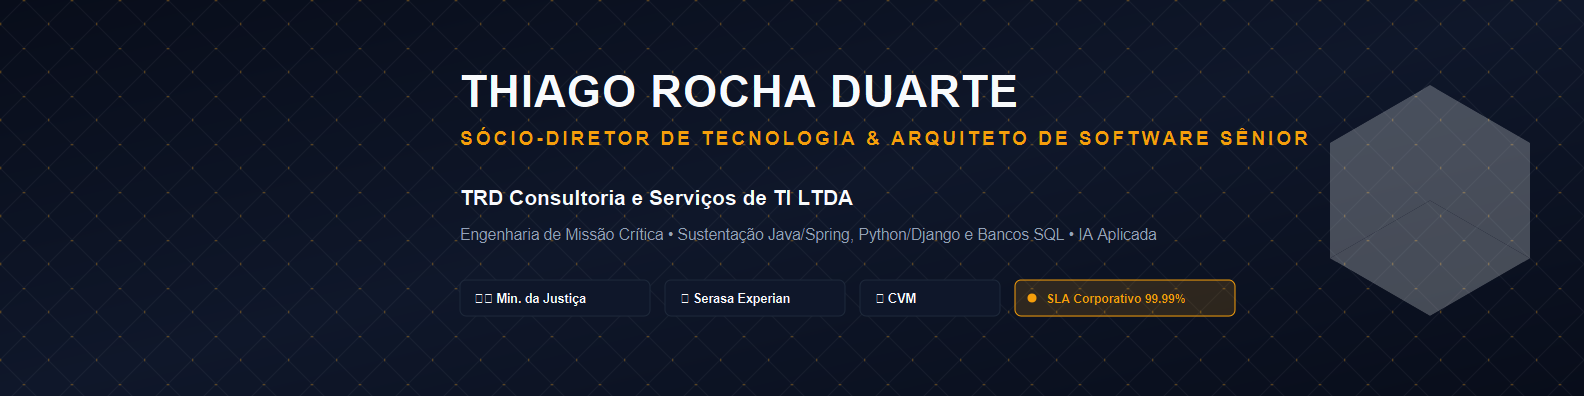 THIAGO ROCHA DUARTE
SÓCIO-DIRETOR DE TECNOLOGIA & ARQUITETO DE SOFTWARE SÊNIOR
TRD Consultoria e Serviços de TI LTDA
Engenharia de Missão Crítica • Sustentação Java/Spring, Python/Django e Bancos SQL • IA Aplicada
Min. da Justiça
Serasa Experian
CVM
SLA Corporativo 99.99%